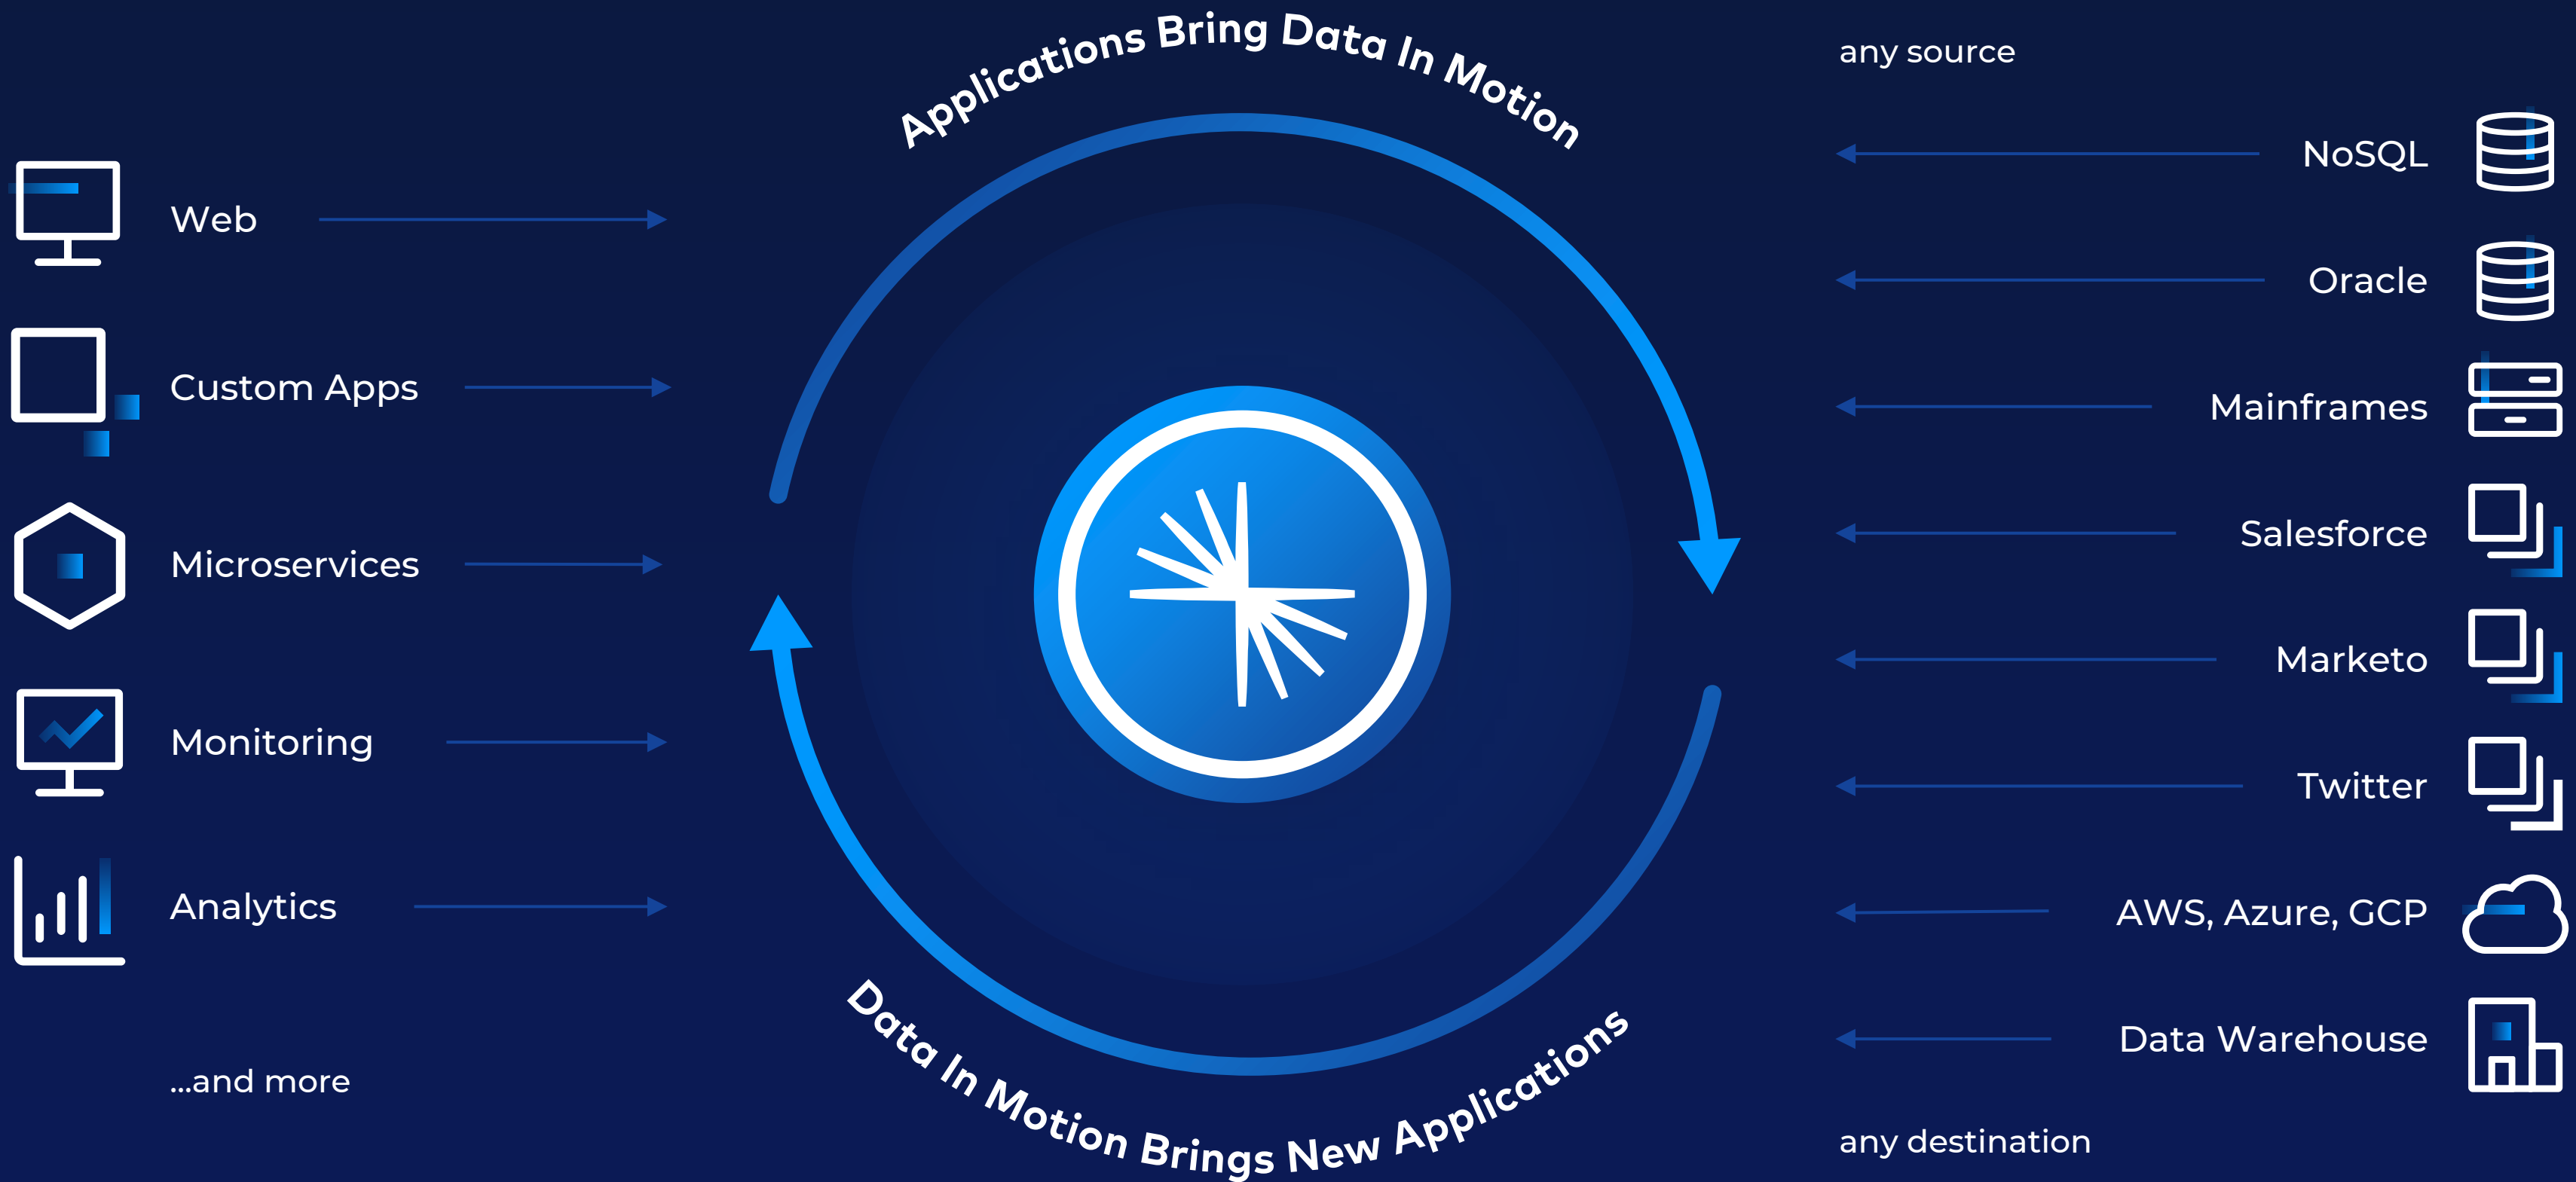 Applications Bring Data In Motion
Web
Custom Apps
Microservices
Monitoring
Analytics
...and more
any source
NoSQL
Oracle
Mainframes
Salesforce
Marketo
Twitter
AWS, Azure, GCP
Data Warehouse
any destination
Data In Motion Brings New Applications